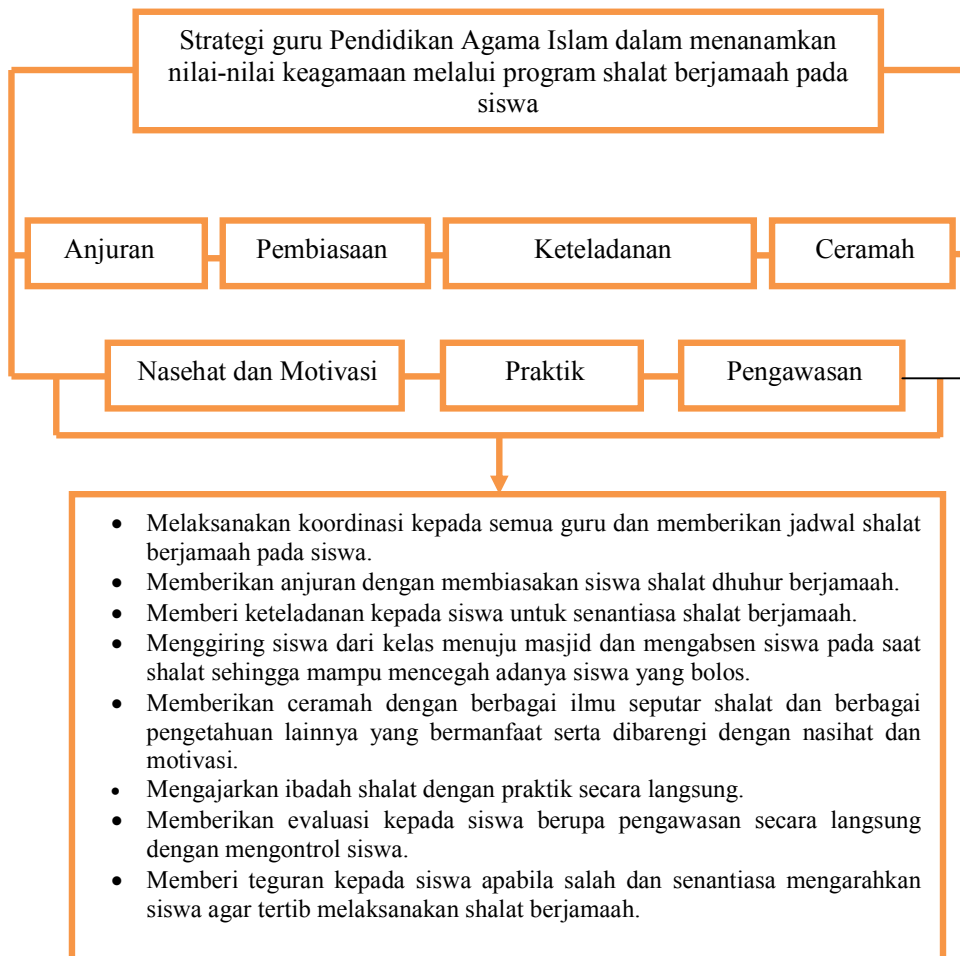 Strategi guru Pendidikan Agama Islam dalam menanamkan
nilai-nilai keagamaan melalui program shalat berjamaah pada
siswa
Anjuran
Pembiasaan
Keteladanan
Ceramah
Nasehat dan Motivasi
Praktik
Pengawasan
• Melaksanakan koordinasi kepada semua guru dan memberikan jadwal shalat
berjamaah pada siswa.
• Memberikan anjuran dengan membiasakan siswa shalat dhuhur berjamaah.
• Memberi keteladanan kepada siswa untuk senantiasa shalat berjamaah.
• Menggiring siswa dari kelas menuju masjid dan mengabsen siswa pada saat
shalat sehingga mampu mencegah adanya siswa yang bolos.
• Memberikan ceramah dengan berbagai ilmu seputar shalat dan berbagai
pengetahuan lainnya yang bermanfaat serta dibarengi dengan nasihat dan
motivasi.
• Mengajarkan ibadah shalat dengan praktik secara langsung.
• Memberikan evaluasi kepada siswa berupa pengawasan secara langsung
dengan mengontrol siswa.
• Memberi teguran kepada siswa apabila salah dan senantiasa mengarahkan
siswa agar tertib melaksanakan shalat berjamaah.